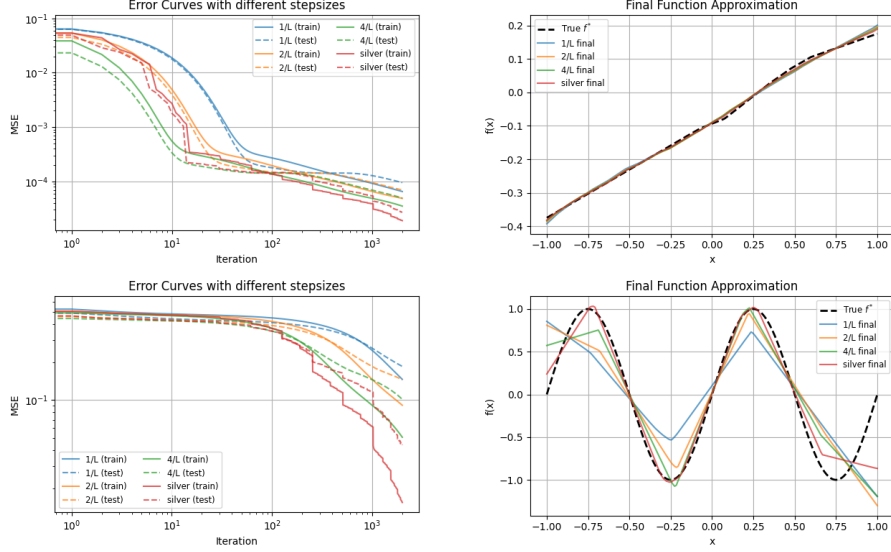 Error Curves with different stepsizes
10⁻¹
10⁻²
10⁻³
10⁻⁴
MSE
10⁰
10¹
10²
10³
Iteration
1/L (train)
1/L (test)
2/L (train)
2/L (test)
4/L (train)
4/L (test)
silver (train)
silver (test)
Final Function Approximation
0.2
0.1
0.0
−0.1
−0.2
−0.3
−0.4
f(x)
−1.00
−0.75
−0.50
−0.25
0.00
0.25
0.50
0.75
1.00
x
True f*
1/L final
2/L final
4/L final
silver final
Error Curves with different stepsizes
10⁻¹
MSE
10⁰
10¹
10²
10³
Iteration
1/L (train)
1/L (test)
2/L (train)
2/L (test)
4/L (train)
4/L (test)
silver (train)
silver (test)
Final Function Approximation
1.0
0.5
0.0
−0.5
−1.0
f(x)
−1.00
−0.75
−0.50
−0.25
0.00
0.25
0.50
0.75
1.00
x
True f*
1/L final
2/L final
4/L final
silver final